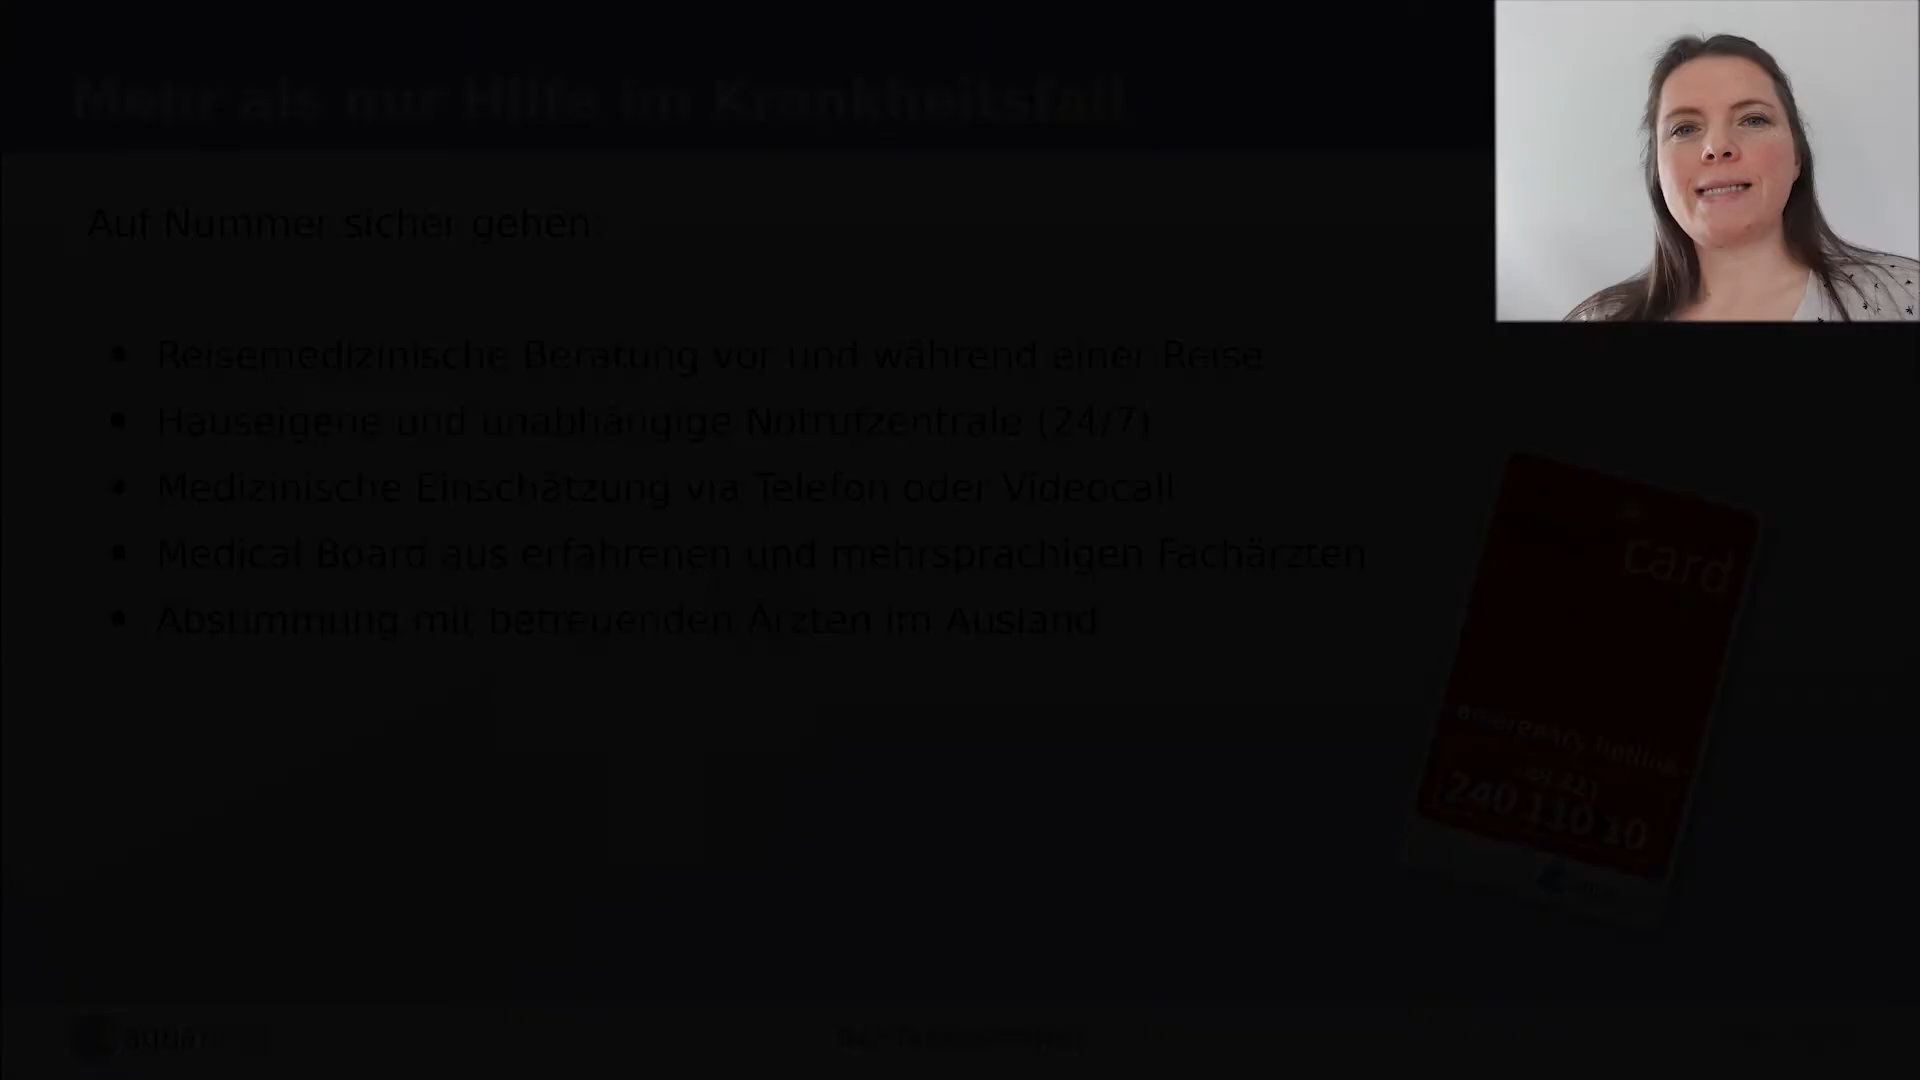 Mehr als nur Hilfe im Krankheitsfall
Auf Nummer sicher gehen:
• Reisemedizinische Beratung vor und während einer Reise
• Hauseigene und unabhängige Notrufzentrale (24/7)
• Medizinische Einschätzung via Telefon oder Videocall
• Medical Board aus erfahrenen und mehrsprachigen Fachärzten
• Abstimmung mit betreuenden Ärzten im Ausland
card
emergency hotline
240 110 10